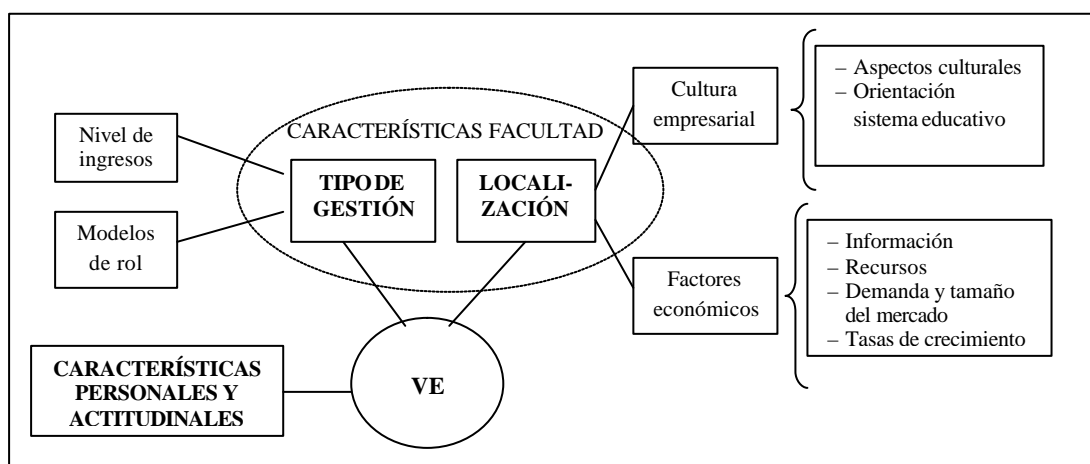 Nivel de
ingresos
Modelos
de rol
CARACTERÍSTICAS FACULTAD
TIPO DE
GESTIÓN
LOCALI-
ZACIÓN
Cultura
empresarial
– Aspectos culturales
– Orientación
sistema educativo
Factores
económicos
– Información
– Recursos
– Demanda y tamaño
del mercado
– Tasas de crecimiento
CARACTERÍSTICAS
PERSONALES Y
ACTITUDINALES
VE